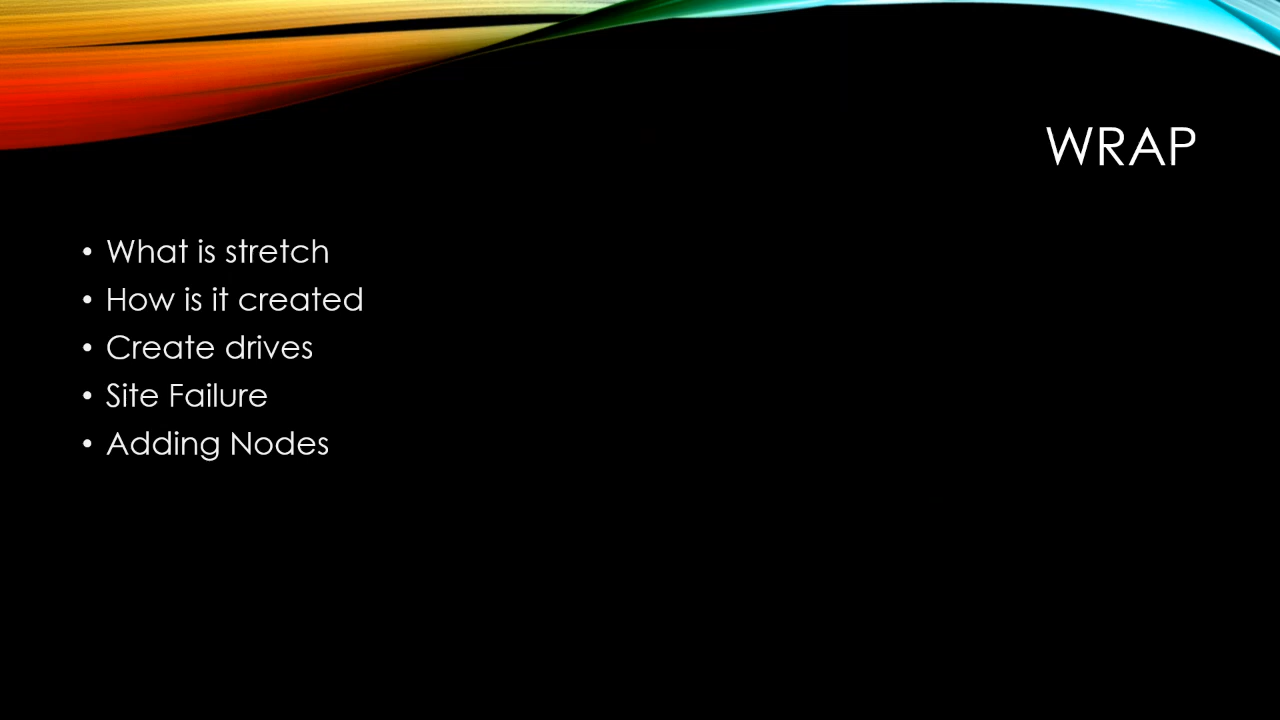 WRAP
• What is stretch
• How is it created
• Create drives
• Site Failure
• Adding Nodes